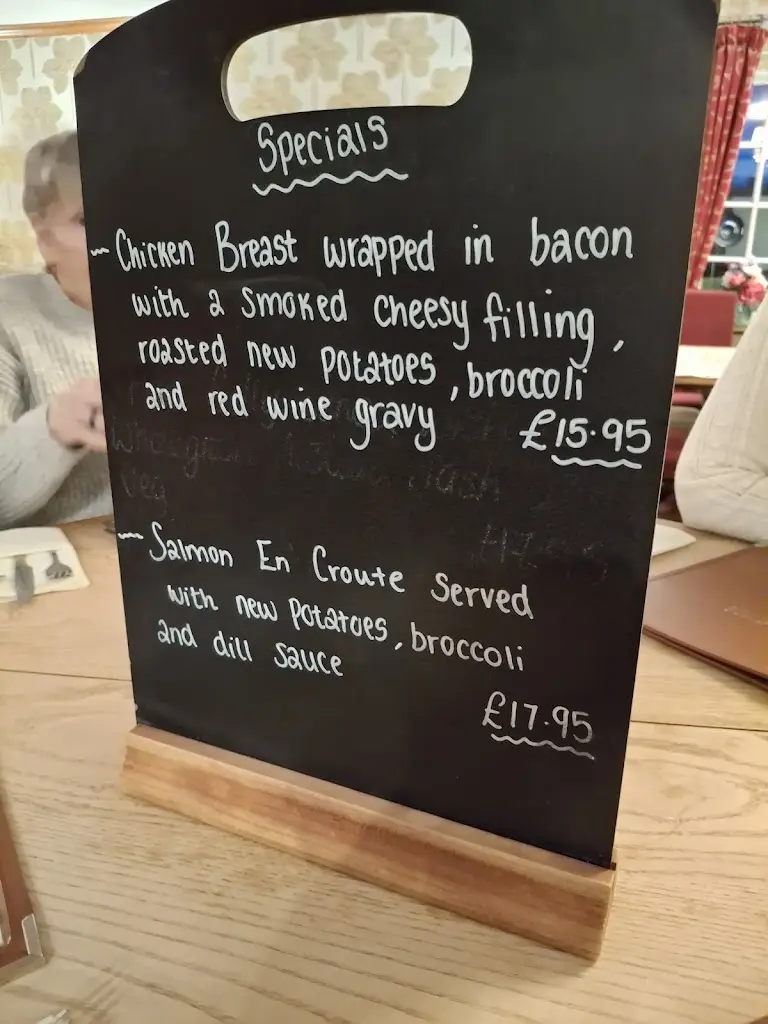 Specials
~ Chicken Breast wrapped in bacon
with a smoked cheesy filling,
roasted new potatoes, broccoli
and red wine gravy £15.95
~ Salmon En Croute served
with new potatoes, broccoli
and dill sauce
£17.95